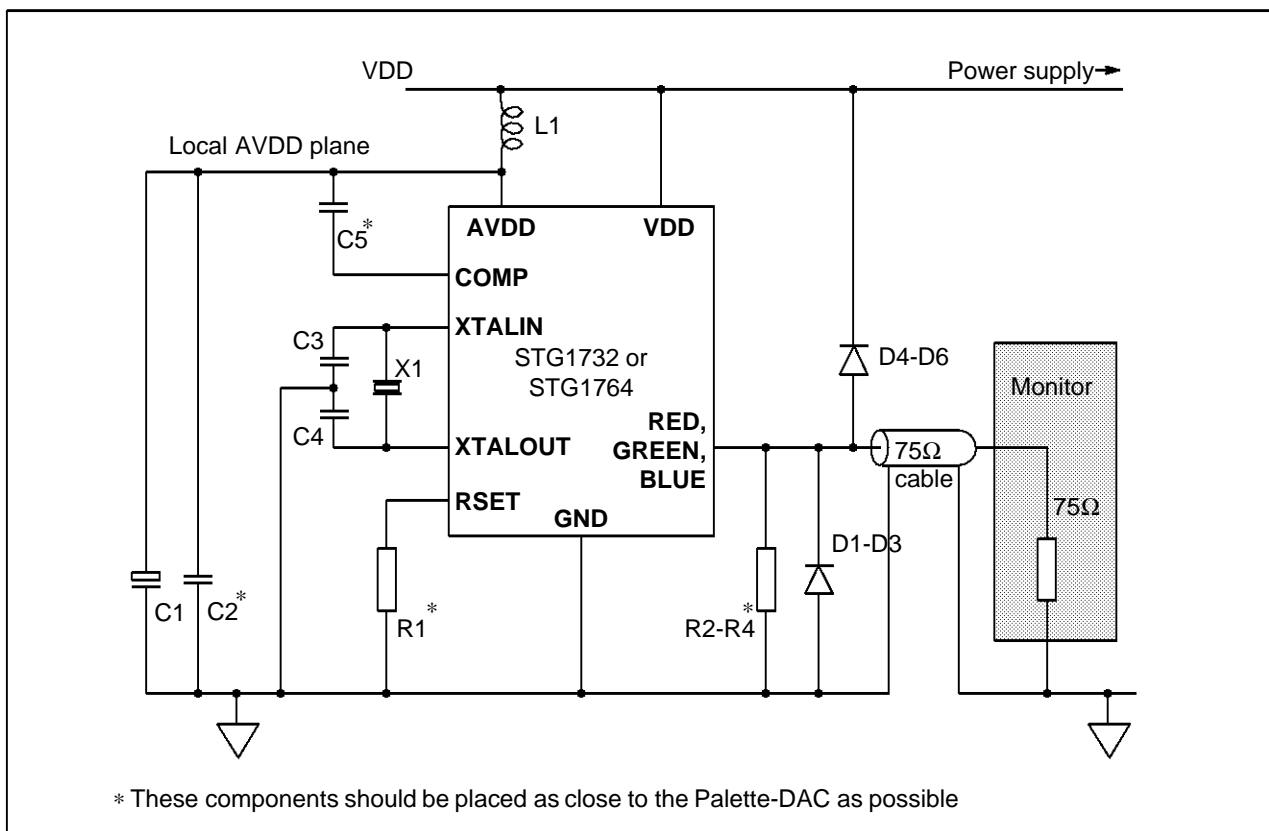 VDD
Power supply
L1
Local AVDD plane
AVDD
VDD
C5*
COMP
C3
XTALIN
X1
STG1732 or
STG1764
D4-D6
Monitor
C4
XTALOUT
RED,
GREEN,
BLUE
75Ω
cable
RSET
75Ω
GND
D1-D3
C1
C2*
R1*
R2-R4*
* These components should be placed as close to the Palette-DAC as possible